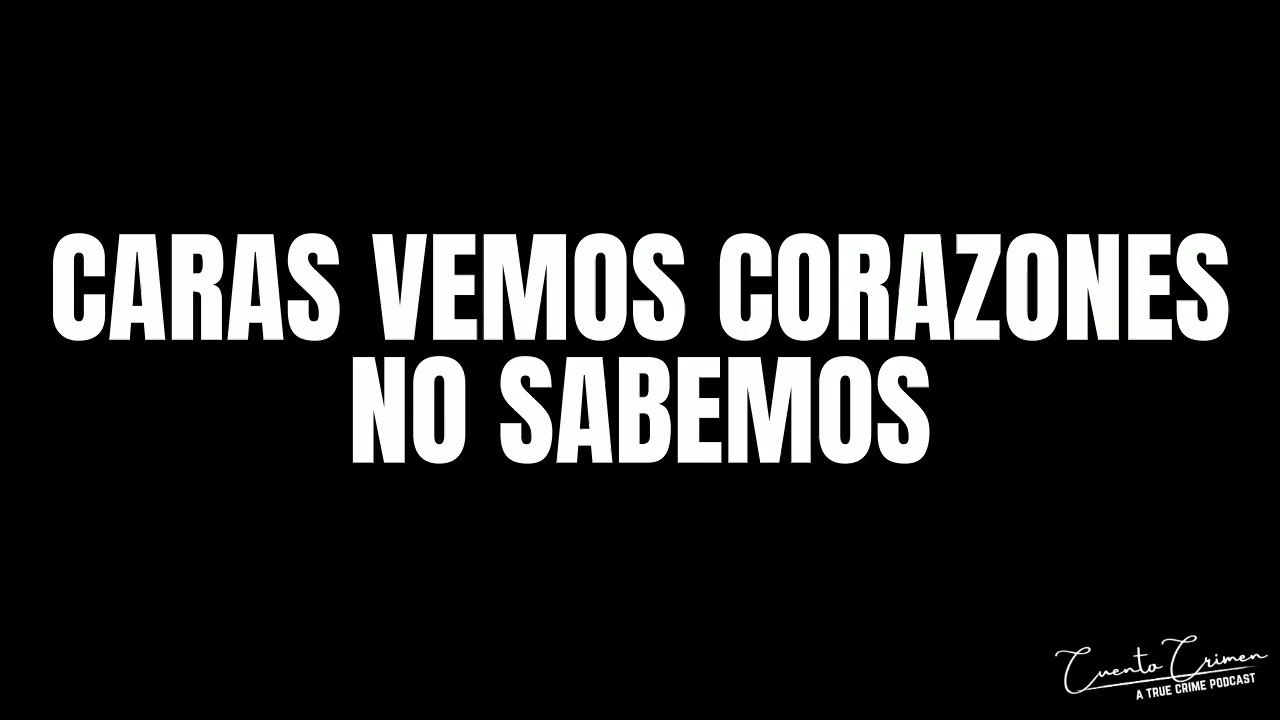 CARAS VEMOS CORAZONES
NO SABEMOS
Cuento Crimen
A TRUE CRIME PODCAST